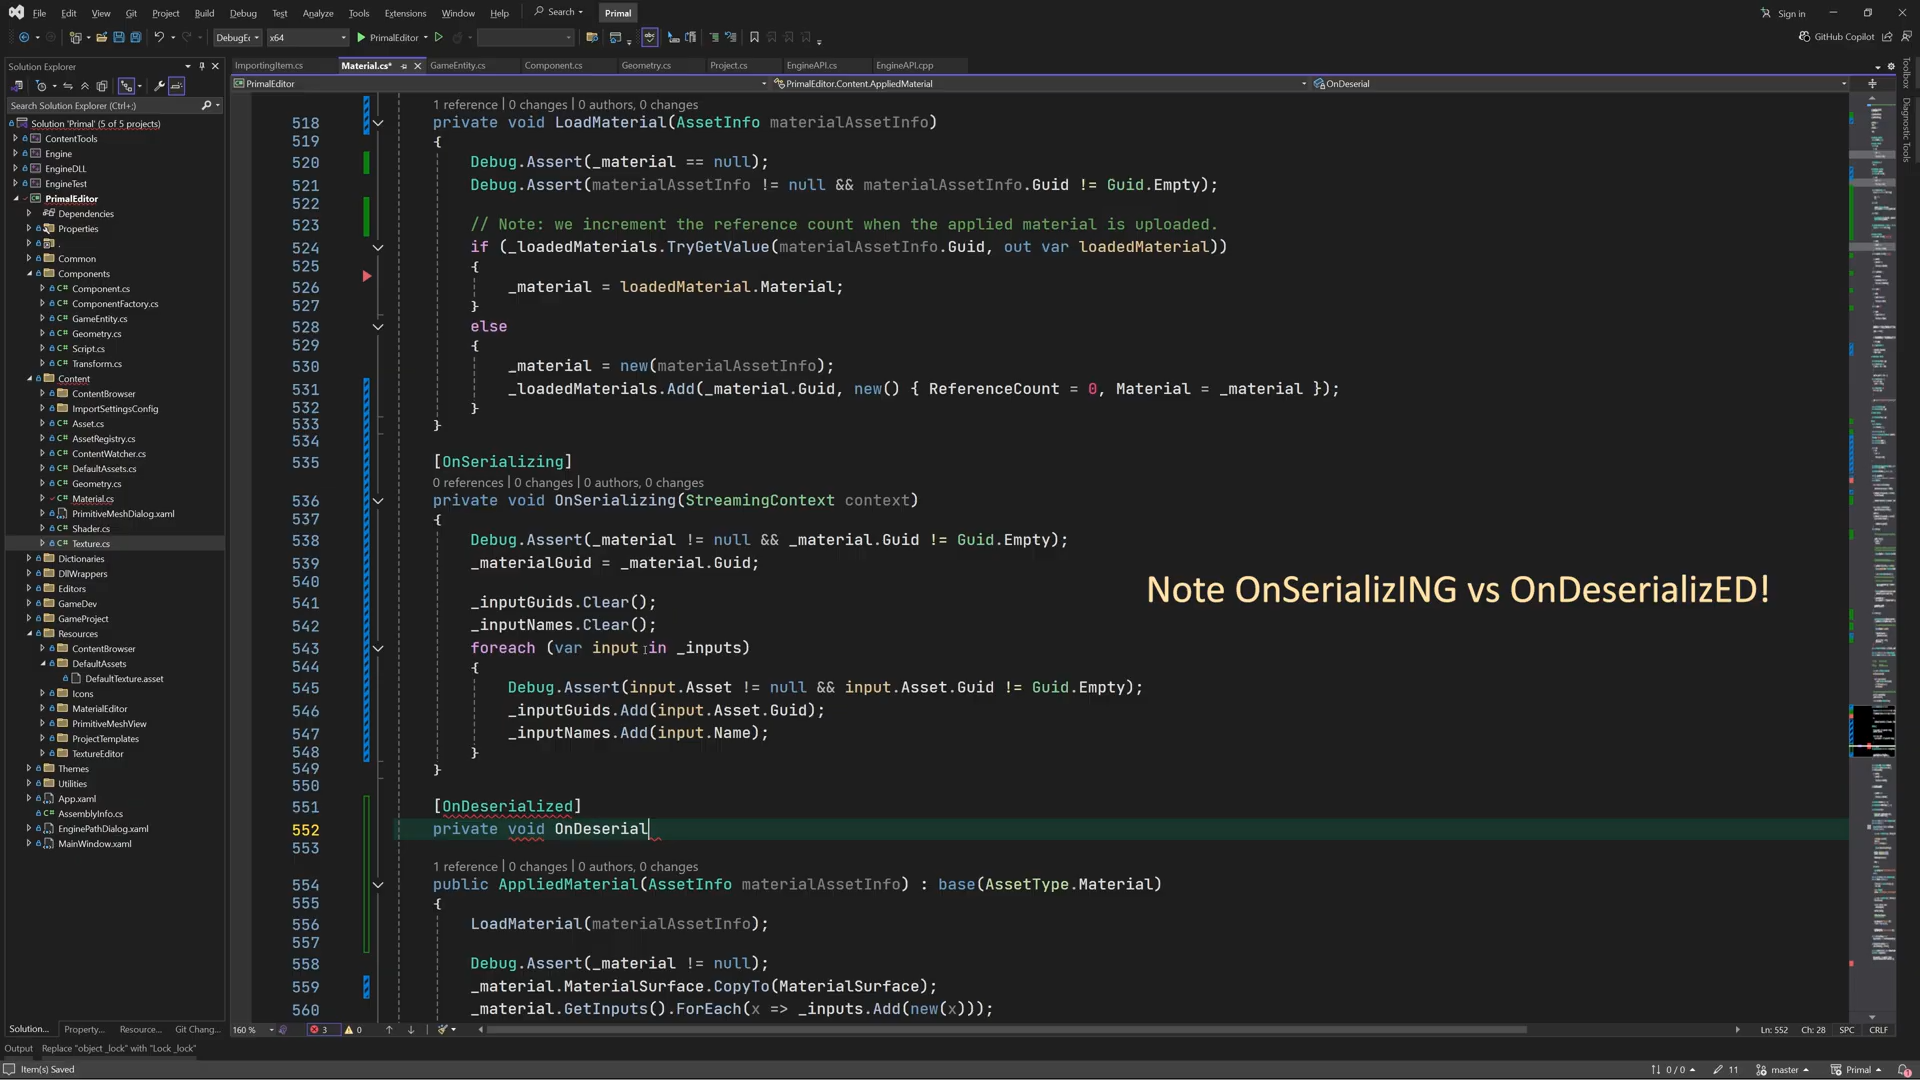 File Edit View Git Project Build Debug Test Analyze Tools Extensions Window Help Search Primal Sign in
DebugEc x64 PrimalEditor GitHub Copilot
Solution Explorer
Search Solution Explorer (Ctrl+;)
Solution 'Primal' (5 of 5 projects)
ContentTools
Engine
EngineDLL
EngineTest
PrimalEditor
Dependencies
Properties
.
Common
Components
C# Component.cs
C# ComponentFactory.cs
C# GameEntity.cs
C# Geometry.cs
C# Script.cs
C# Transform.cs
Content
ContentBrowser
ImportSettingsConfig
C# Asset.cs
C# AssetRegistry.cs
C# ContentWatcher.cs
C# DefaultAssets.cs
C# Geometry.cs
C# Material.cs
PrimitiveMeshDialog.xaml
C# Shader.cs
C# Texture.cs
Dictionaries
DllWrappers
Editors
GameDev
GameProject
Resources
ContentBrowser
DefaultAssets
DefaultTexture.asset
Icons
MaterialEditor
PrimitiveMeshView
ProjectTemplates
TextureEditor
Themes
Utilities
App.xaml
C# AssemblyInfo.cs
EnginePathDialog.xaml
MainWindow.xaml
Solution... Property... Resource... Git Chang...
ImportingItem.cs Material.cs* GameEntity.cs Component.cs Geometry.cs Project.cs EngineAPI.cs EngineAPI.cpp
PrimalEditor PrimalEditor.Content.AppliedMaterial OnDeserial
1 reference | 0 changes | 0 authors, 0 changes
518 private void LoadMaterial(AssetInfo materialAssetInfo)
519 {
520 Debug.Assert(_material == null);
521 Debug.Assert(materialAssetInfo != null && materialAssetInfo.Guid != Guid.Empty);
522
523 // Note: we increment the reference count when the applied material is uploaded.
524 if (_loadedMaterials.TryGetValue(materialAssetInfo.Guid, out var loadedMaterial))
525 {
526 _material = loadedMaterial.Material;
527 }
528 else
529 {
530 _material = new(materialAssetInfo);
531 _loadedMaterials.Add(_material.Guid, new() { ReferenceCount = 0, Material = _material });
532 }
533 }
534
535 [OnSerializing]
0 references | 0 changes | 0 authors, 0 changes
536 private void OnSerializing(StreamingContext context)
537 {
538 Debug.Assert(_material != null && _material.Guid != Guid.Empty);
539 _materialGuid = _material.Guid;
540
541 _inputGuids.Clear();
542 _inputNames.Clear();
543 foreach (var input in _inputs)
544 {
545 Debug.Assert(input.Asset != null && input.Asset.Guid != Guid.Empty);
546 _inputGuids.Add(input.Asset.Guid);
547 _inputNames.Add(input.Name);
548 }
549 }
550
551 [OnDeserialized]
552 private void OnDeserial
553
1 reference | 0 changes | 0 authors, 0 changes
554 public AppliedMaterial(AssetInfo materialAssetInfo) : base(AssetType.Material)
555 {
556 LoadMaterial(materialAssetInfo);
557
558 Debug.Assert(_material != null);
559 _material.MaterialSurface.CopyTo(MaterialSurface);
560 _material.GetInputs().ForEach(x => _inputs.Add(new(x)));
Note OnSerializING vs OnDeserializED!
Toolbox
Diagnostic Tools
160 % 3 0 Ln: 552 Ch: 28 SPC CRLF
Output Replace "object _lock" with "Lock _lock"
Item(s) Saved 0 / 0 11 master Primal